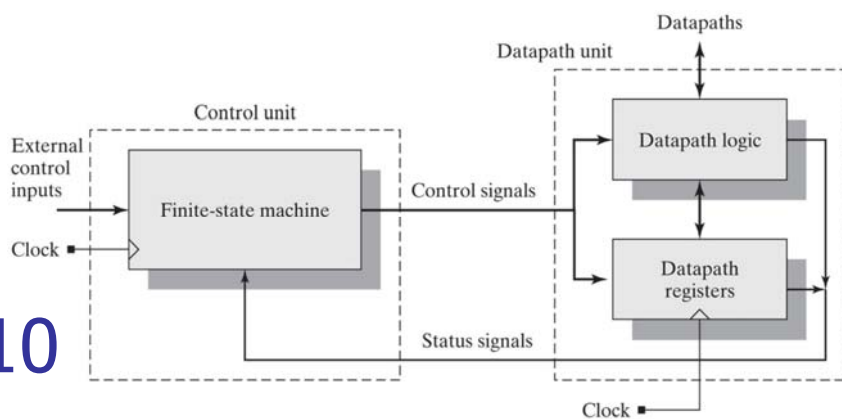 Datapaths
Datapath unit
Control unit
External
control
inputs
Finite-state machine
Control signals
Datapath logic
Clock
Datapath
registers
Status signals
10
Clock